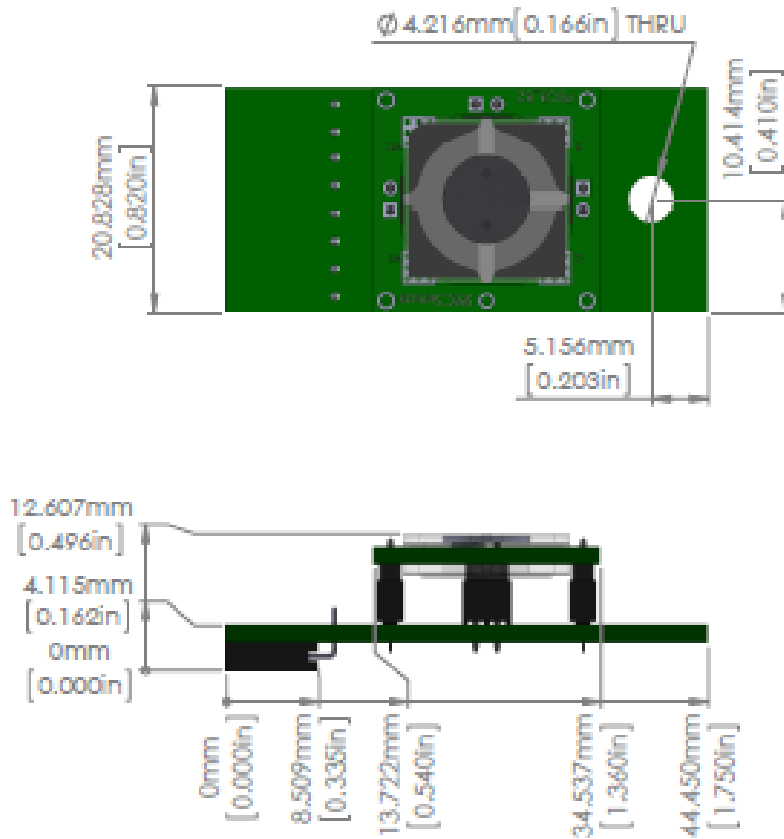 Ø 4.216mm[0.166in] THRU
10.414mm
[0.410in]
20.828mm
[0.820in]
5.156mm
[0.203in]
12.607mm
[0.496in]
4.115mm
[0.162in]
0mm
[0.000in]
0mm
[0.000in]
8.509mm
[0.335in]
13.722mm
[0.540in]
34.537mm
[1.360in]
44.450mm
[1.750in]